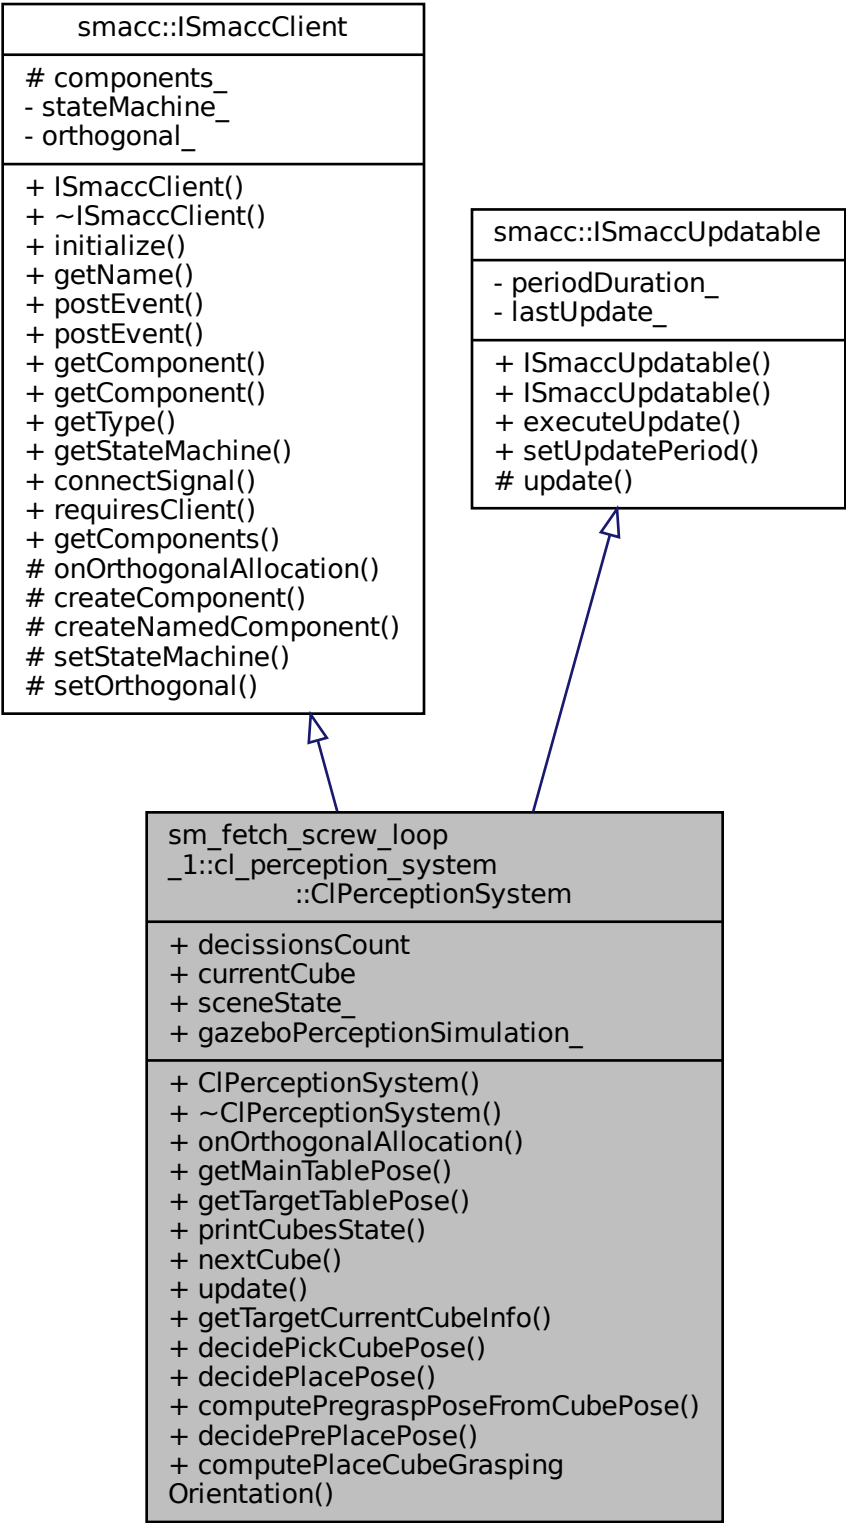 smacc::ISmaccClient
# components_
- stateMachine_
- orthogonal_
+ ISmaccClient()
+ ~ISmaccClient()
+ initialize()
+ getName()
+ postEvent()
+ postEvent()
+ getComponent()
+ getComponent()
+ getType()
+ getStateMachine()
+ connectSignal()
+ requiresClient()
+ getComponents()
# onOrthogonalAllocation()
# createComponent()
# createNamedComponent()
# setStateMachine()
# setOrthogonal()
smacc::ISmaccUpdatable
- periodDuration_
- lastUpdate_
+ ISmaccUpdatable()
+ ISmaccUpdatable()
+ executeUpdate()
+ setUpdatePeriod()
# update()
sm_fetch_screw_loop
_1::cl_perception_system
::ClPerceptionSystem
+ decissionsCount
+ currentCube
+ sceneState_
+ gazeboPerceptionSimulation_
+ ClPerceptionSystem()
+ ~ClPerceptionSystem()
+ onOrthogonalAllocation()
+ getMainTablePose()
+ getTargetTablePose()
+ printCubesState()
+ nextCube()
+ update()
+ getTargetCurrentCubeInfo()
+ decidePickCubePose()
+ decidePlacePose()
+ computePregraspPoseFromCubePose()
+ decidePrePlacePose()
+ computePlaceCubeGrasping
Orientation()